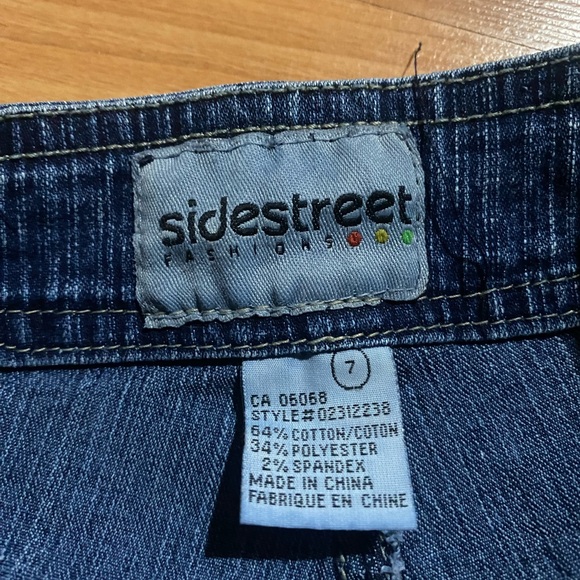 sidestreet
FASHIONS
7
CA 06068
STYLE#02312238
64% COTTON/COTON
34% POLYESTER
2% SPANDEX
MADE IN CHINA
FABRIQUE EN CHINE